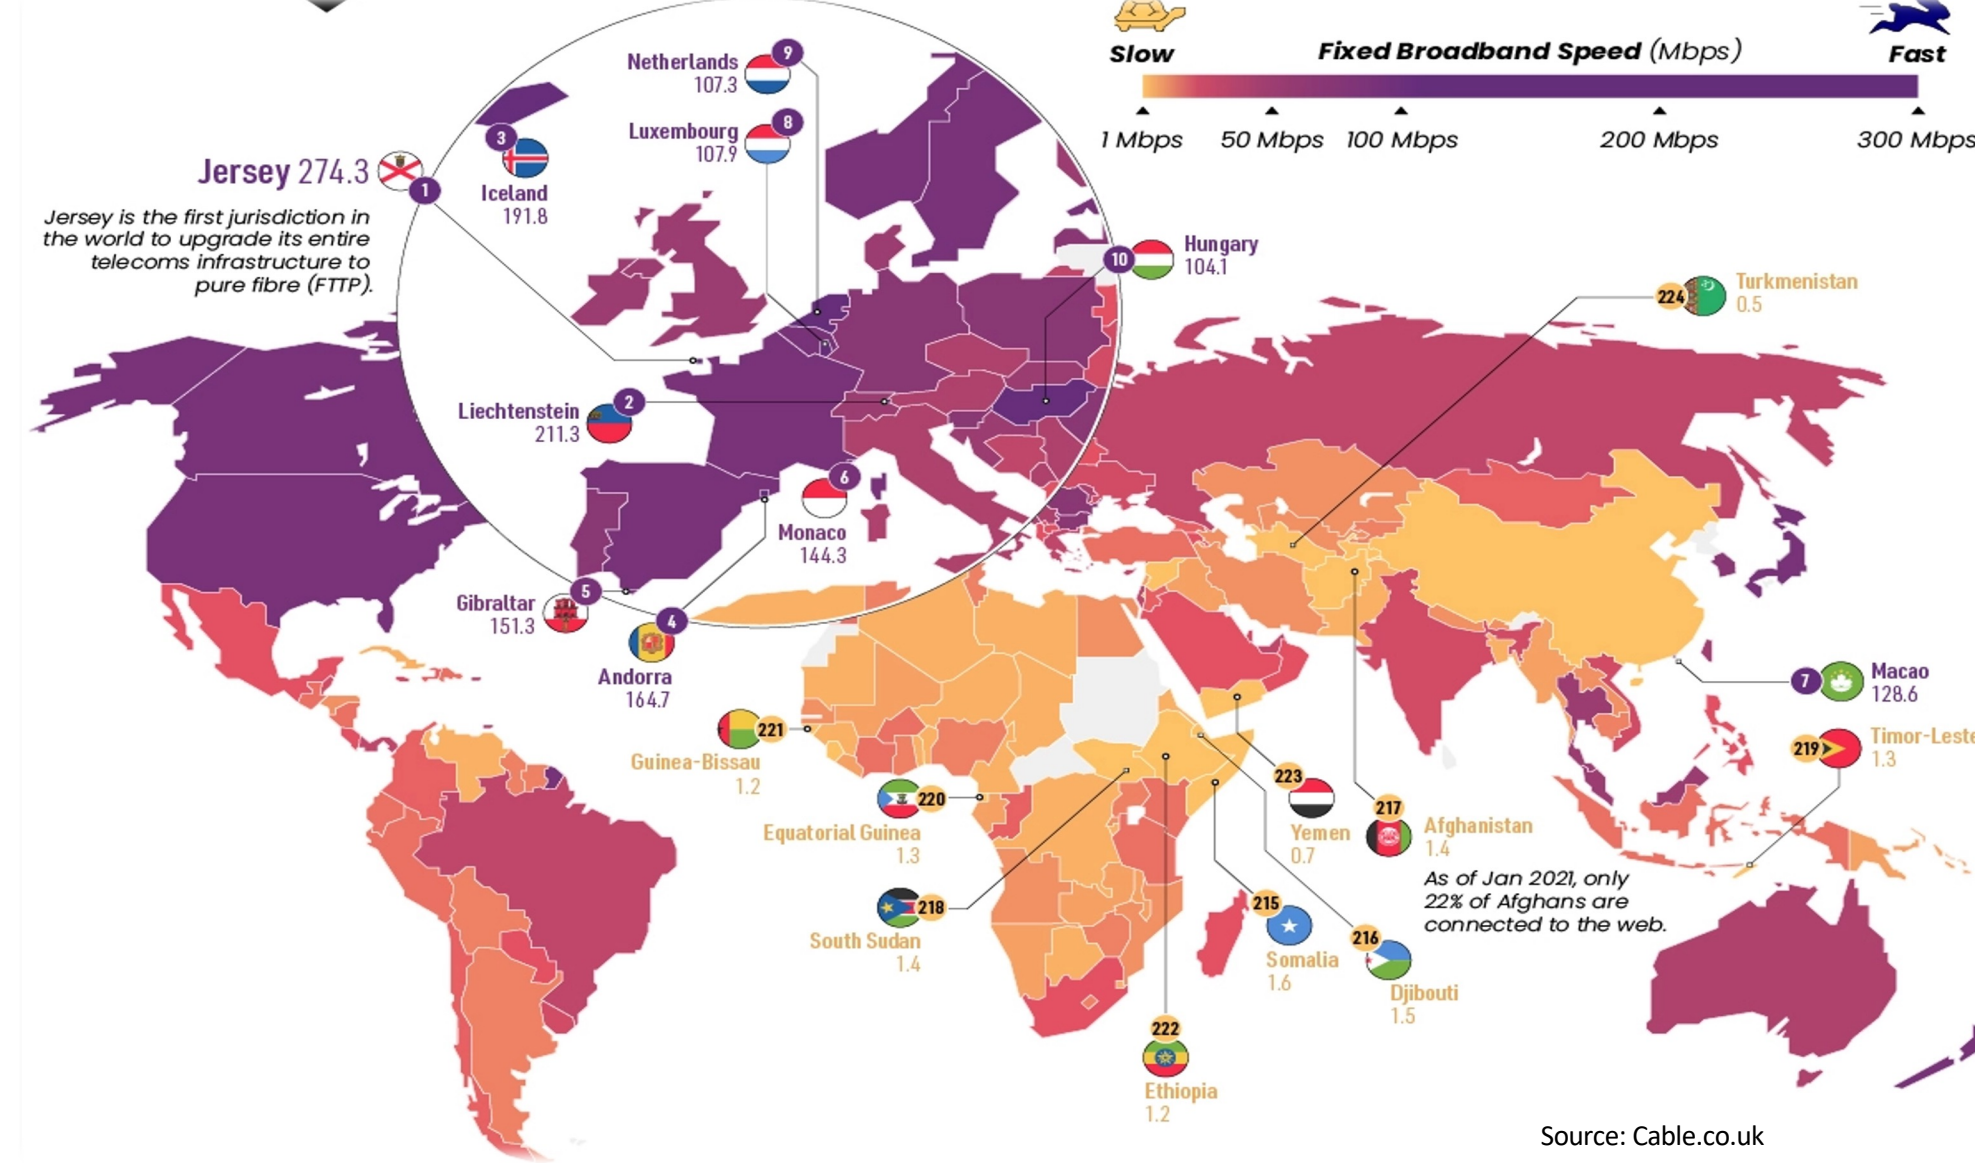 Slow
Fixed Broadband Speed (Mbps)
Fast
1 Mbps
50 Mbps
100 Mbps
200 Mbps
300 Mbps
9
Netherlands
107.3
8
Luxembourg
107.9
3
Iceland
191.8
Jersey 274.3
1
Jersey is the first jurisdiction in
the world to upgrade its entire
telecoms infrastructure to
pure fibre (FTTP).
10
Hungary
104.1
224
Turkmenistan
0.5
2
Liechtenstein
211.3
6
Monaco
144.3
5
Gibraltar
151.3
4
Andorra
164.7
7
Macao
128.6
221
Guinea-Bissau
1.2
219
Timor-Leste
1.3
220
Equatorial Guinea
1.3
223
Yemen
0.7
217
Afghanistan
1.4
As of Jan 2021, only
22% of Afghans are
connected to the web.
218
South Sudan
1.4
215
Somalia
1.6
216
Djibouti
1.5
222
Ethiopia
1.2
Source: Cable.co.uk